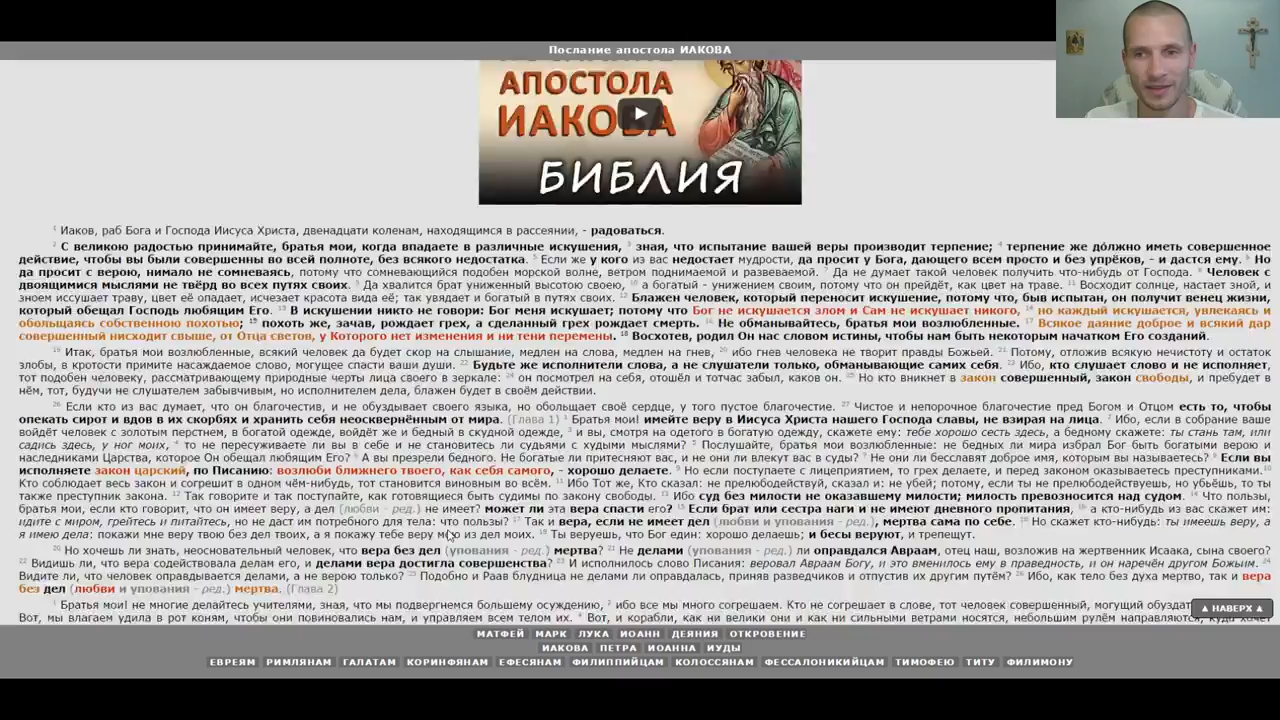 Послание апостола ИАКОВА
АПОСТОЛА
ИАКОВА
БИБЛИЯ
1 Иаков, раб Бога и Господа Иисуса Христа, двенадцати коленам, находящимся в рассеянии, - радоваться.
2 С великою радостью принимайте, братья мои, когда впадаете в различные искушения, 3 зная, что испытание вашей веры производит терпение; 4 терпение же до́лжно иметь совершенное
действие, чтобы вы были совершенны во всей полноте, без всякого недостатка. 5 Если же у кого из вас недостает мудрости, да просит у Бога, дающего всем просто и без упрёков, - и дастся ему. 6 Но
да просит с верою, нимало не сомневаясь, потому что сомневающийся подобен морской волне, ветром поднимаемой и развеваемой. 7 Да не думает такой человек получить что-нибудь от Господа. 8 Человек с
двоящимися мыслями не твёрд во всех путях своих. 9 Да хвалится брат униженный высотою своею, 10 а богатый - унижением своим, потому что он прейдёт, как цвет на траве. 11 Восходит солнце, настает зной, и
зноем иссушает траву, цвет её опадает, исчезает красота вида её; так увядает и богатый в путях своих. 12 Блажен человек, который переносит искушение, потому что, быв испытан, он получит венец жизни,
который обещал Господь любящим Его. 13 В искушении никто не говори: Бог меня искушает; потому что Бог не искушается злом и Сам не искушает никого, 14 но каждый искушается, увлекаясь и
обольщаясь собственною похотью; 15 похоть же, зачав, рождает грех, а сделанный грех рождает смерть. 16 Не обманывайтесь, братья мои возлюбленные. 17 Всякое даяние доброе и всякий дар
совершенный нисходит свыше, от Отца светов, у Которого нет изменения и ни тени перемены. 18 Восхотев, родил Он нас словом истины, чтобы нам быть некоторым начатком Его созданий.
19 Итак, братья мои возлюбленные, всякий человек да будет скор на слышание, медлен на слова, медлен на гнев, 20 ибо гнев человека не творит правды Божьей. 21 Потому, отложив всякую нечистоту и остаток
злобы, в кротости примите насаждаемое слово, могущее спасти ваши души. 22 Будьте же исполнители слова, а не слушатели только, обманывающие самих себя. 23 Ибо, кто слушает слово и не исполняет,
тот подобен человеку, рассматривающему природные черты лица своего в зеркале: 24 он посмотрел на себя, отошёл и тотчас забыл, каков он. 25 Но кто вникнет в закон совершенный, закон свободы, и пребудет в
нём, тот, будучи не слушателем забывчивым, но исполнителем дела, блажен будет в своём действии.
26 Если кто из вас думает, что он благочестив, и не обуздывает своего языка, но обольщает своё сердце, у того пустое благочестие. 27 Чистое и непорочное благочестие пред Богом и Отцом есть то, чтобы
опекать сирот и вдов в их скорбях и хранить себя неосквернённым от мира. (Глава 1) 1 Братья мои! имейте веру в Иисуса Христа нашего Господа славы, не взирая на лица. 2 Ибо, если в собрание ваше
войдёт человек с золотым перстнем, в богатой одежде, войдёт же и бедный в скудной одежде, 3 и вы, смотря на одетого в богатую одежду, скажете ему: тебе хорошо сесть здесь, а бедному скажете: ты стань там, или
садись здесь, у ног моих, 4 то не пересуживаете ли вы в себе и не становитесь ли судьями с худыми мыслями? 5 Послушайте, братья мои возлюбленные: не бедных ли мира избрал Бог быть богатыми верою и
наследниками Царства, которое Он обещал любящим Его? 6 А вы презрели бедного. Не богатые ли притесняют вас, и не они ли влекут вас в суды? 7 Не они ли бесславят доброе имя, которым вы называетесь? 8 Если вы
исполняете закон царский, по Писанию: возлюби ближнего твоего, как себя самого, - хорошо делаете. 9 Но если поступаете с лицеприятием, то грех делаете, и перед законом оказываетесь преступниками.10
Кто соблюдает весь закон и согрешит в одном чём-нибудь, тот становится виновным во всём. 11 Ибо Тот же, Кто сказал: не прелюбодействуй, сказал и: не убей; потому, если ты не прелюбодействуешь, но убьёшь, то ты
также преступник закона. 12 Так говорите и так поступайте, как готовящиеся быть судимы по закону свободы. 13 Ибо суд без милости не оказавшему милости; милость превозносится над судом. 14 Что пользы,
братья мои, если кто говорит, что он имеет веру, а дел (любви - ред.) не имеет? может ли эта вера спасти его? 15 Если брат или сестра наги и не имеют дневного пропитания, 16 а кто-нибудь из вас скажет им:
идите с миром, грейтесь и питайтесь, но не даст им потребного для тела: что пользы? 17 Так и вера, если не имеет дел (любви и упования - ред.), мертва сама по себе. 18 Но скажет кто-нибудь: ты имеешь веру, а
я имею дела: покажи мне веру твою без дел твоих, а я покажу тебе веру мою из дел моих. 19 Ты веруешь, что Бог един: хорошо делаешь; и бесы веруют, и трепещут.
20 Но хочешь ли знать, неосновательный человек, что вера без дел (упования - ред.) мертва? 21 Не делами (упования - ред.) ли оправдался Авраам, отец наш, возложив на жертвенник Исаака, сына своего?
22 Видишь ли, что вера содействовала делам его, и делами вера достигла совершенства? 23 И исполнилось слово Писания: веровал Авраам Богу, и это вменилось ему в праведность, и он наречён другом Божьим. 24
Видите ли, что человек оправдывается делами, а не верою только? 25 Подобно и Раав блудница не делами ли оправдалась, приняв разведчиков и отпустив их другим путём? 26 Ибо, как тело без духа мертво, так и вера
без дел (любви и упования - ред.) мертва. (Глава 2)
1 Братья мои! не многие делайтесь учителями, зная, что мы подвергнемся большему осуждению, 2 ибо все мы много согрешаем. Кто не согрешает в слове, тот человек совершенный, могущий обуздат
▲ НАВЕРХ ▲
Вот, мы влагаем удила в рот коням, чтобы они повиновались нам, и управляем всем телом их. 4 Вот, и корабли, как ни велики они и как ни сильными ветрами носятся, небольшим рулём направляются, куда хочет
МАТФЕЙ МАРК ЛУКА ИОАНН ДЕЯНИЯ ОТКРОВЕНИЕ
ИАКОВА ПЕТРА ИОАННА ИУДЫ
ЕВРЕЯМ РИМЛЯНАМ ГАЛАТАМ КОРИНФЯНАМ ЕФЕСЯНАМ ФИЛИППИЙЦАМ КОЛОССЯНАМ ФЕССАЛОНИКИЙЦАМ ТИМОФЕЮ ТИТУ ФИЛИМОНУ